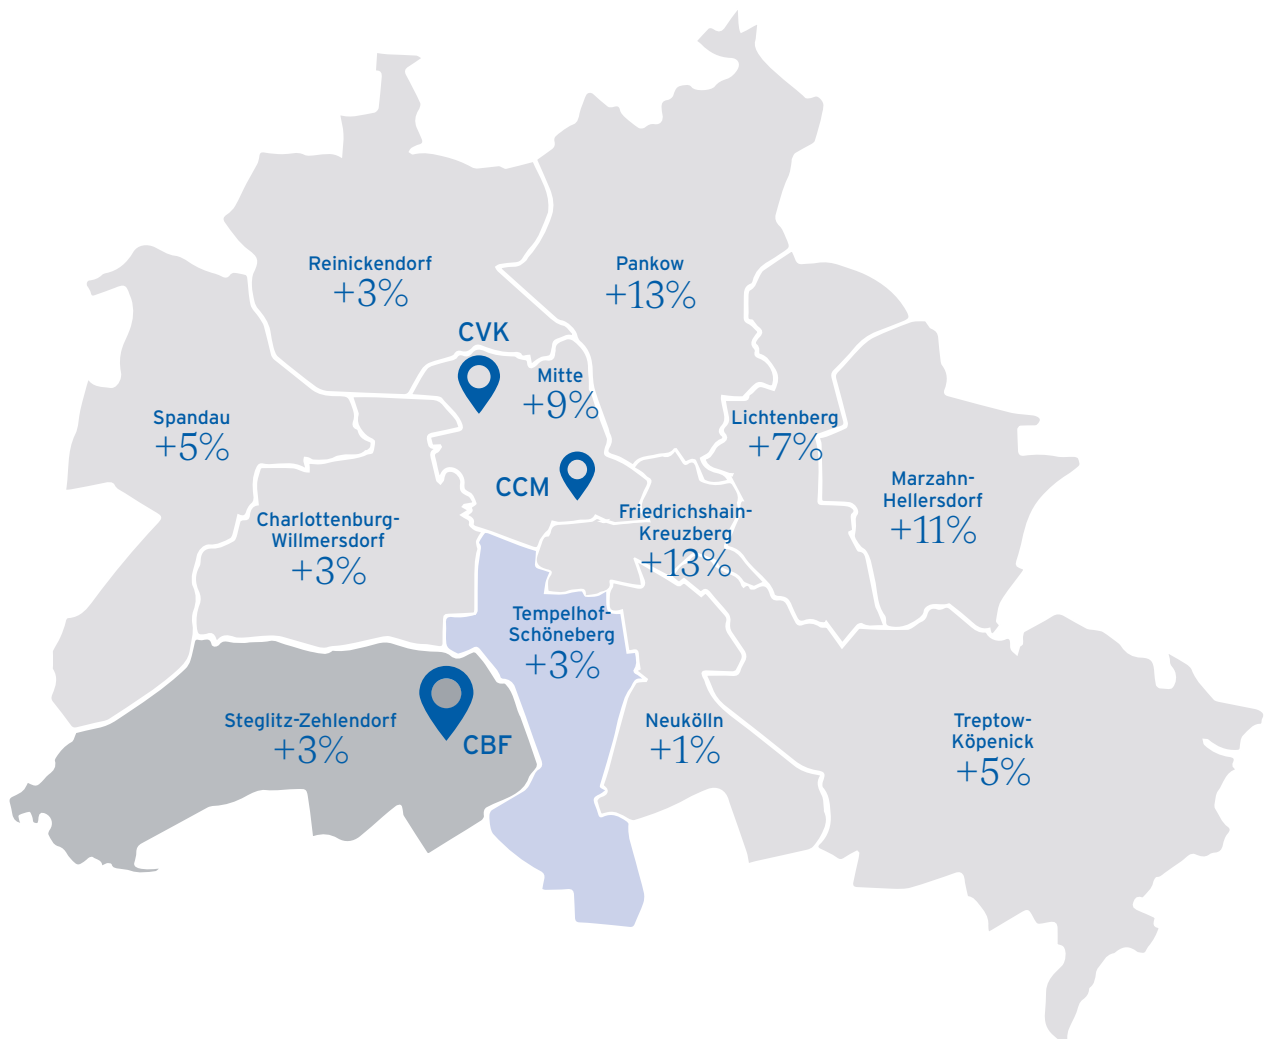 Reinickendorf
+3%
Pankow
+13%
CVK
Mitte
+9%
Spandau
+5%
Lichtenberg
+7%
CCM
Marzahn-
Hellersdorf
+11%
Charlottenburg-
Willmersdorf
+3%
Friedrichshain-
Kreuzberg
+13%
Tempelhof-
Schöneberg
+3%
Steglitz-Zehlendorf
+3%
CBF
Neukölln
+1%
Treptow-
Köpenick
+5%